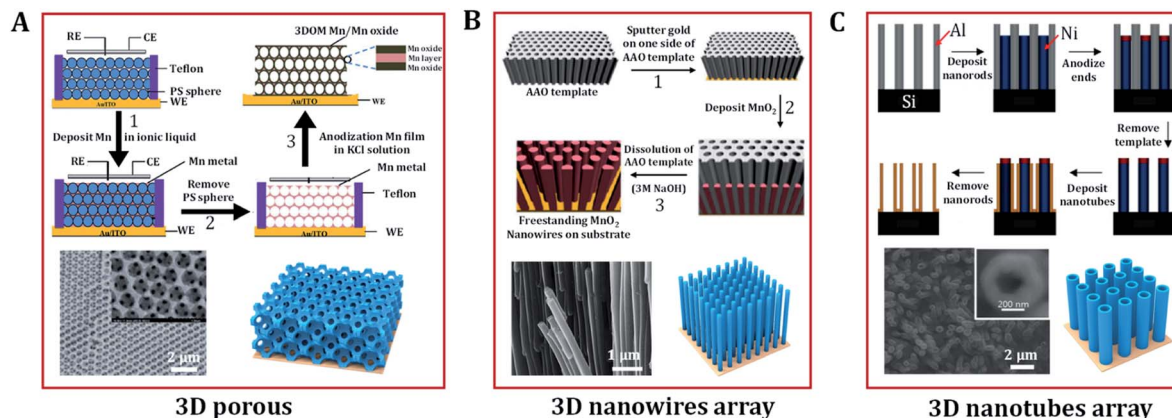 A
RE
CE
Teflon
PS sphere
Au/ITO
WE
1
Deposit Mn in ionic liquid
RE
CE
Mn metal
Au/ITO
WE
Remove
PS sphere
2
Mn metal
Teflon
Au/ITO
WE
3
Anodization Mn film
in KCl solution
3DOM Mn/Mn oxide
Mn oxide
Mn layer
Mn oxide
Au/ITO
WE
2 μm
3D porous
B
AAO template
Sputter gold
on one side of
AAO template
1
Deposit MnO₂
2
Dissolution of
AAO template
(3M NaOH)
3
Freestanding MnO₂
Nanowires on substrate
1 μm
3D nanowires array
C
Al
Si
Deposit
nanorods
Ni
Anodize
ends
Remove
template
Deposit
nanotubes
Remove
nanorods
200 nm
2 μm
3D nanotubes array